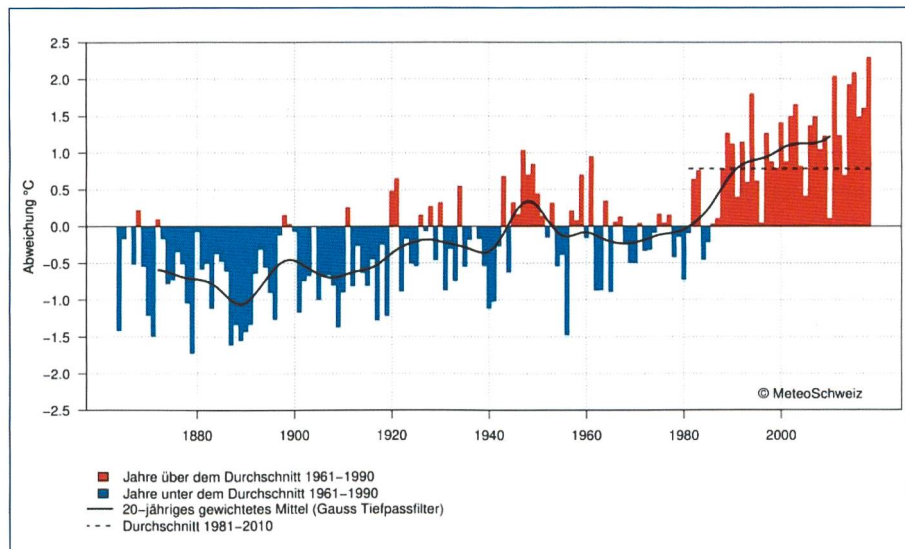 2.5
2.0
1.5
1.0
0.5
0.0
−0.5
−1.0
−1.5
−2.0
−2.5
Abweichung °C
© MeteoSchweiz
1880 1900 1920 1940 1960 1980 2000
Jahre über dem Durchschnitt 1961−1990
Jahre unter dem Durchschnitt 1961−1990
20−jähriges gewichtetes Mittel (Gauss Tiefpassfilter)
Durchschnitt 1981−2010